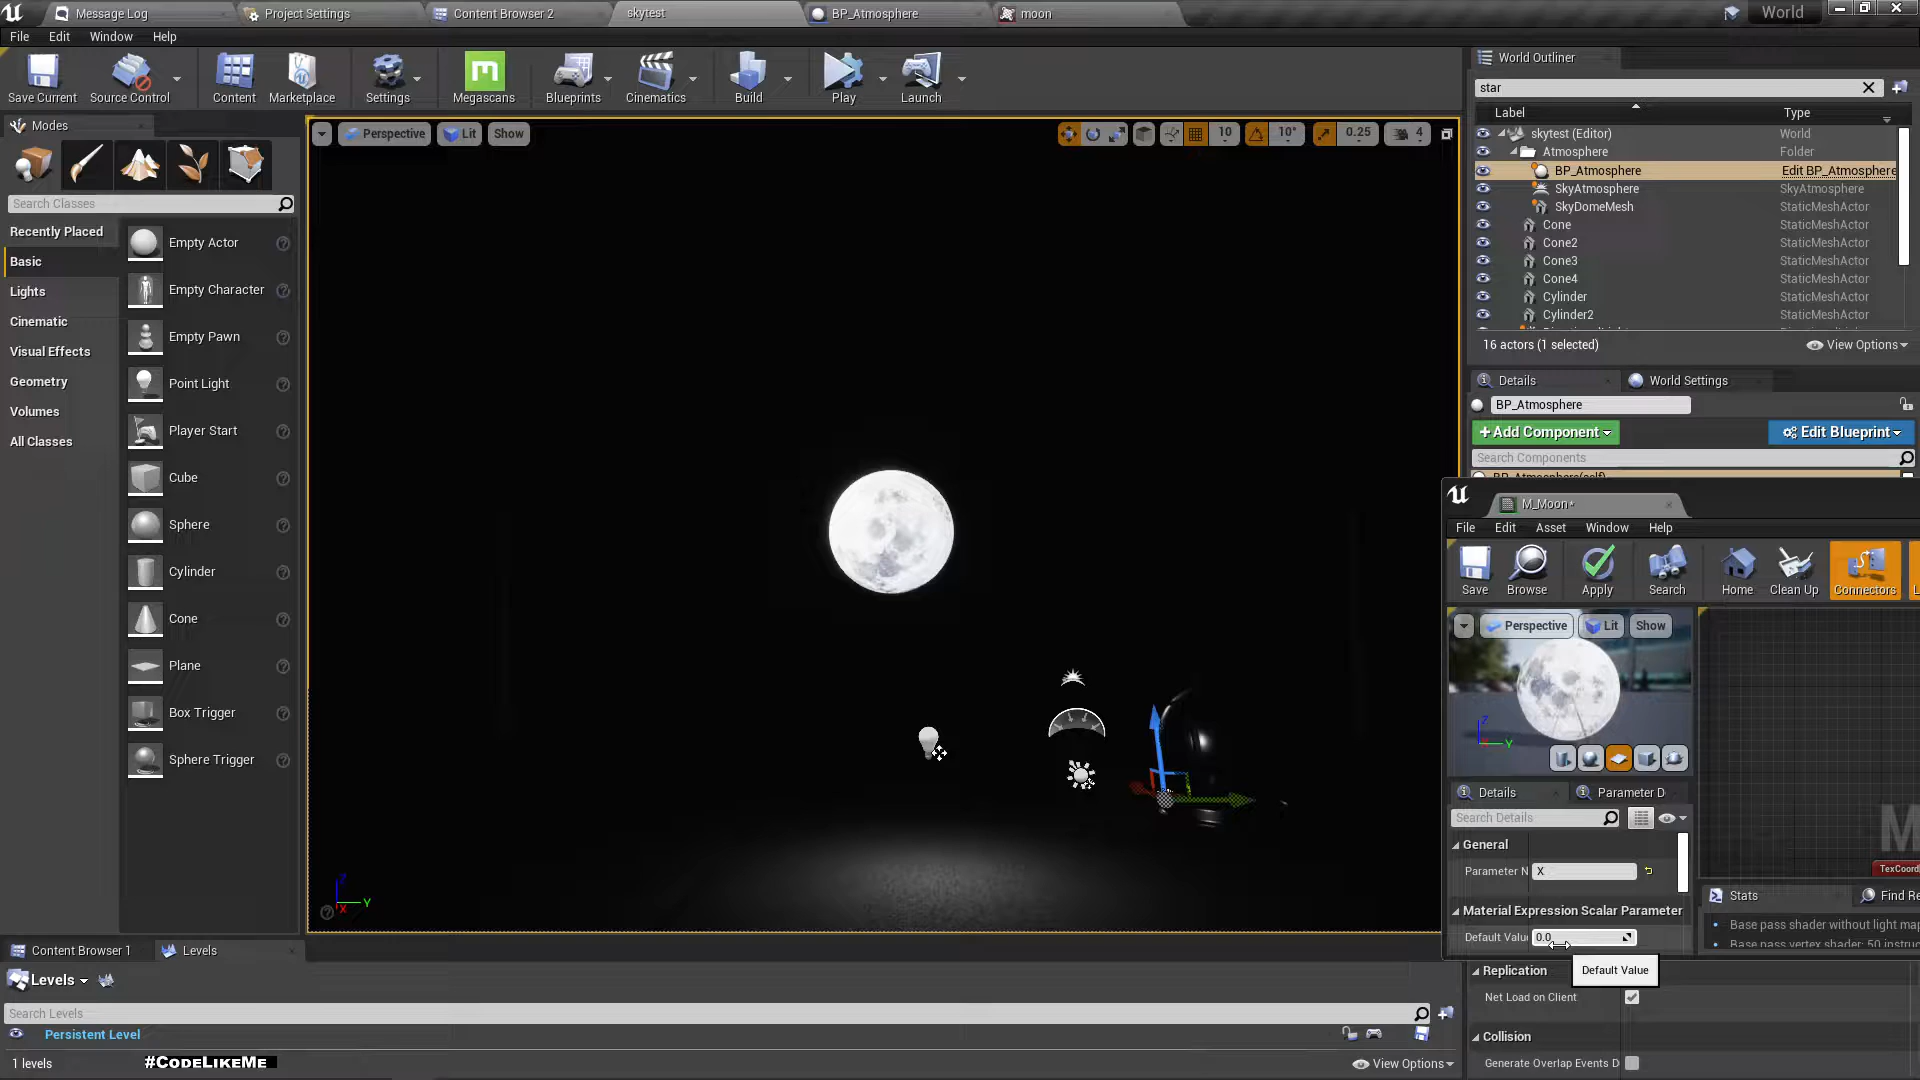 Message Log
Project Settings
Content Browser 2
skytest
BP_Atmosphere
moon
World
File
Edit
Window
Help
Save Current
Source Control
Content
Marketplace
Settings
Megascans
Blueprints
Cinematics
Build
Play
Launch
Modes
Search Classes
Recently Placed
Basic
Lights
Cinematic
Visual Effects
Geometry
Volumes
All Classes
Empty Actor
Empty Character
Empty Pawn
Point Light
Player Start
Cube
Sphere
Cylinder
Cone
Plane
Box Trigger
Sphere Trigger
Perspective
Lit
Show
10
10°
0.25
4
World Outliner
star
Label
Type
skytest (Editor)
World
Atmosphere
Folder
BP_Atmosphere
Edit BP_Atmosphere
SkyAtmosphere
SkyAtmosphere
SkyDomeMesh
StaticMeshActor
Cone
StaticMeshActor
Cone2
StaticMeshActor
Cone3
StaticMeshActor
Cone4
StaticMeshActor
Cylinder
StaticMeshActor
Cylinder2
StaticMeshActor
16 actors (1 selected)
View Options
Details
World Settings
BP_Atmosphere
+Add Component
Edit Blueprint
Search Components
M_Moon*
File
Edit
Asset
Window
Help
Save
Browse
Apply
Search
Home
Clean Up
Connectors
Perspective
Lit
Show
Z
Y
Details
Parameter D
Search Details
General
Parameter N
X
Material Expression Scalar Parameter
Default Valu
0.0
Default Value
M
TexCoord
Stats
Find Re
Base pass shader without light map
Base pass vertex shader: 50 instruc
Replication
Net Load on Client
Collision
Generate Overlap Events D
Z
X
Y
Content Browser 1
Levels
Levels
Search Levels
Persistent Level
1 levels
#CodeLikeMe
View Options